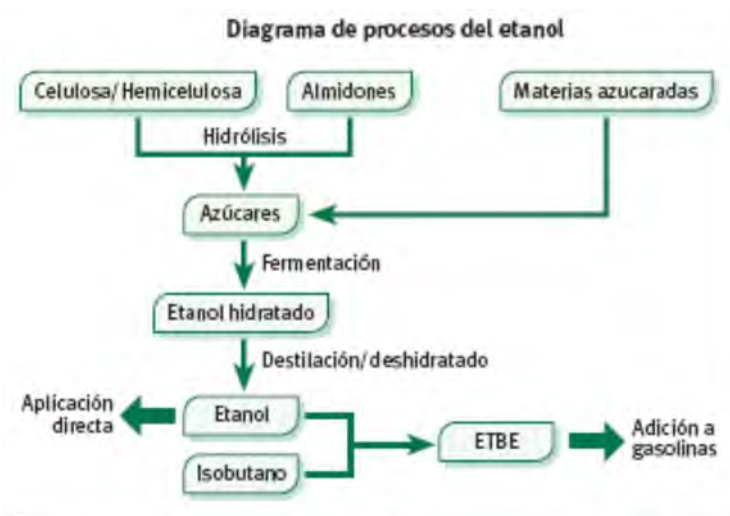 Diagrama de procesos del etanol
Celulosa/Hemicelulosa
Almidones
Materias azucaradas
Hidrólisis
Azúcares
Fermentación
Etanol hidratado
Destilación/deshidratado
Aplicación
directa
Etanol
Isobutano
ETBE
Adición a
gasolinas